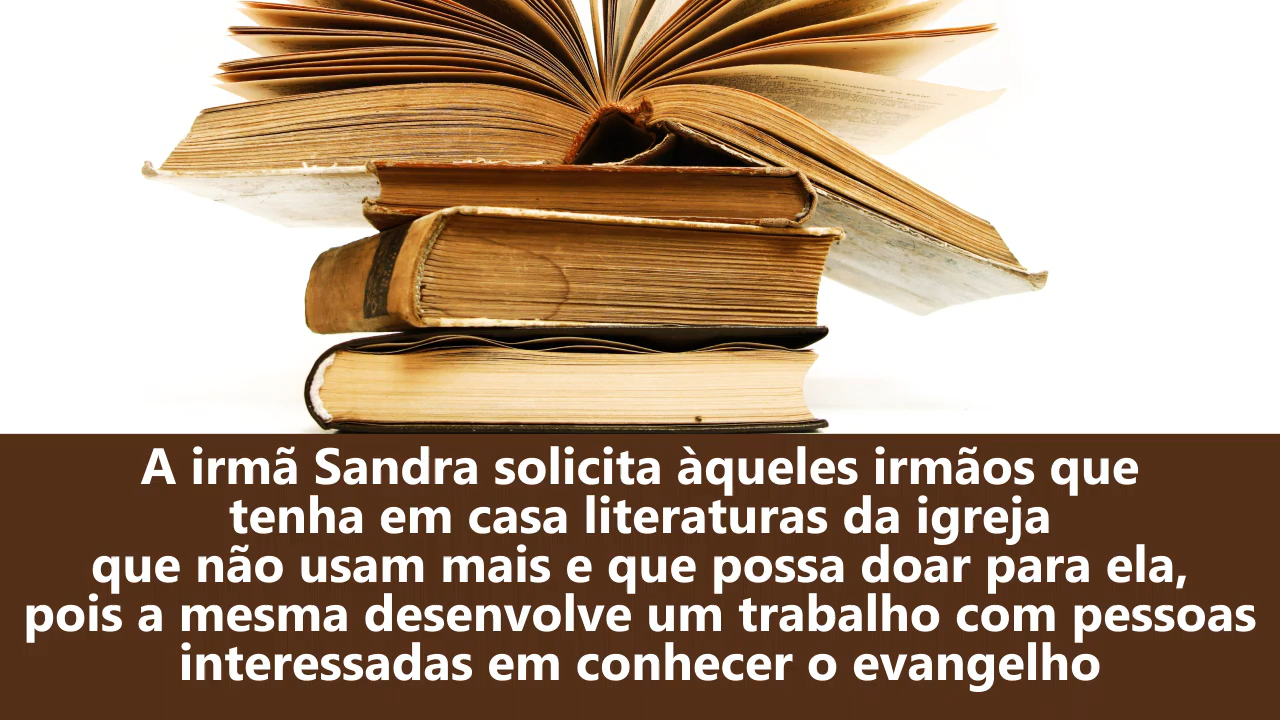 A irmã Sandra solicita àqueles irmãos que
tenha em casa literaturas da igreja
que não usam mais e que possa doar para ela,
pois a mesma desenvolve um trabalho com pessoas
interessadas em conhecer o evangelho